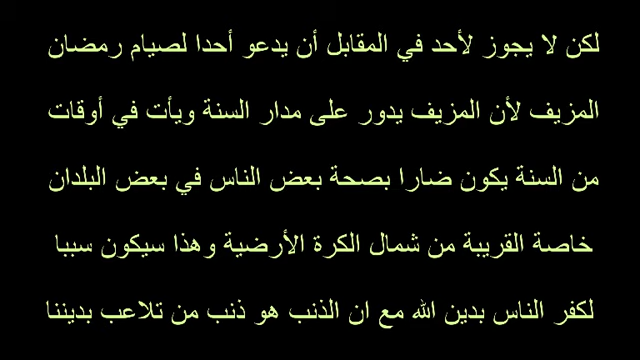 لكن لا يجوز لأحد في المقابل أن يدعو أحدا لصيام رمضان
المزيف لأن المزيف يدور على مدار السنة ويأت في أوقات
من السنة يكون ضارا بصحة بعض الناس في بعض البلدان
خاصة القريبة من شمال الكرة الأرضية وهذا سيكون سببا
لكفر الناس بدين الله مع ان الذنب هو ذنب من تلاعب بديننا